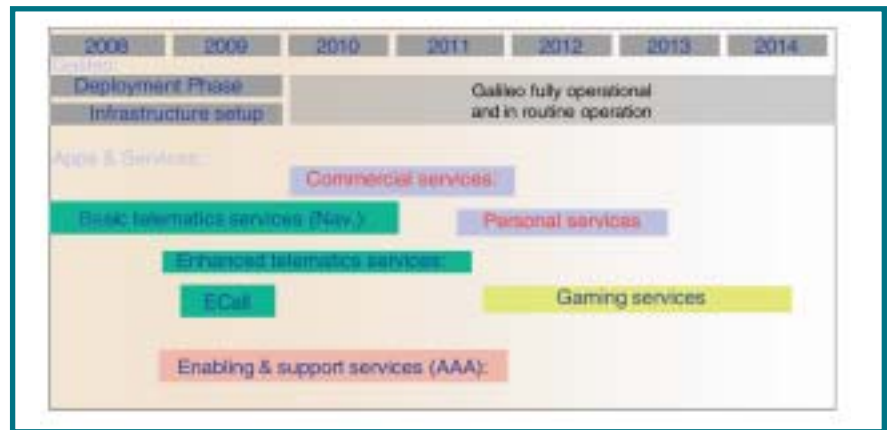 2008 2009 2010 2011 2012 2013 2014
Galileo:
Deployment Phase
Infrastructure setup
Galileo fully operational
and in routine operation
Apps & Services:
Commercial services:
Basic telematics services (Nav.):
Personal services
Enhanced telematics services:
ECall
Gaming services
Enabling & support services (AAA):